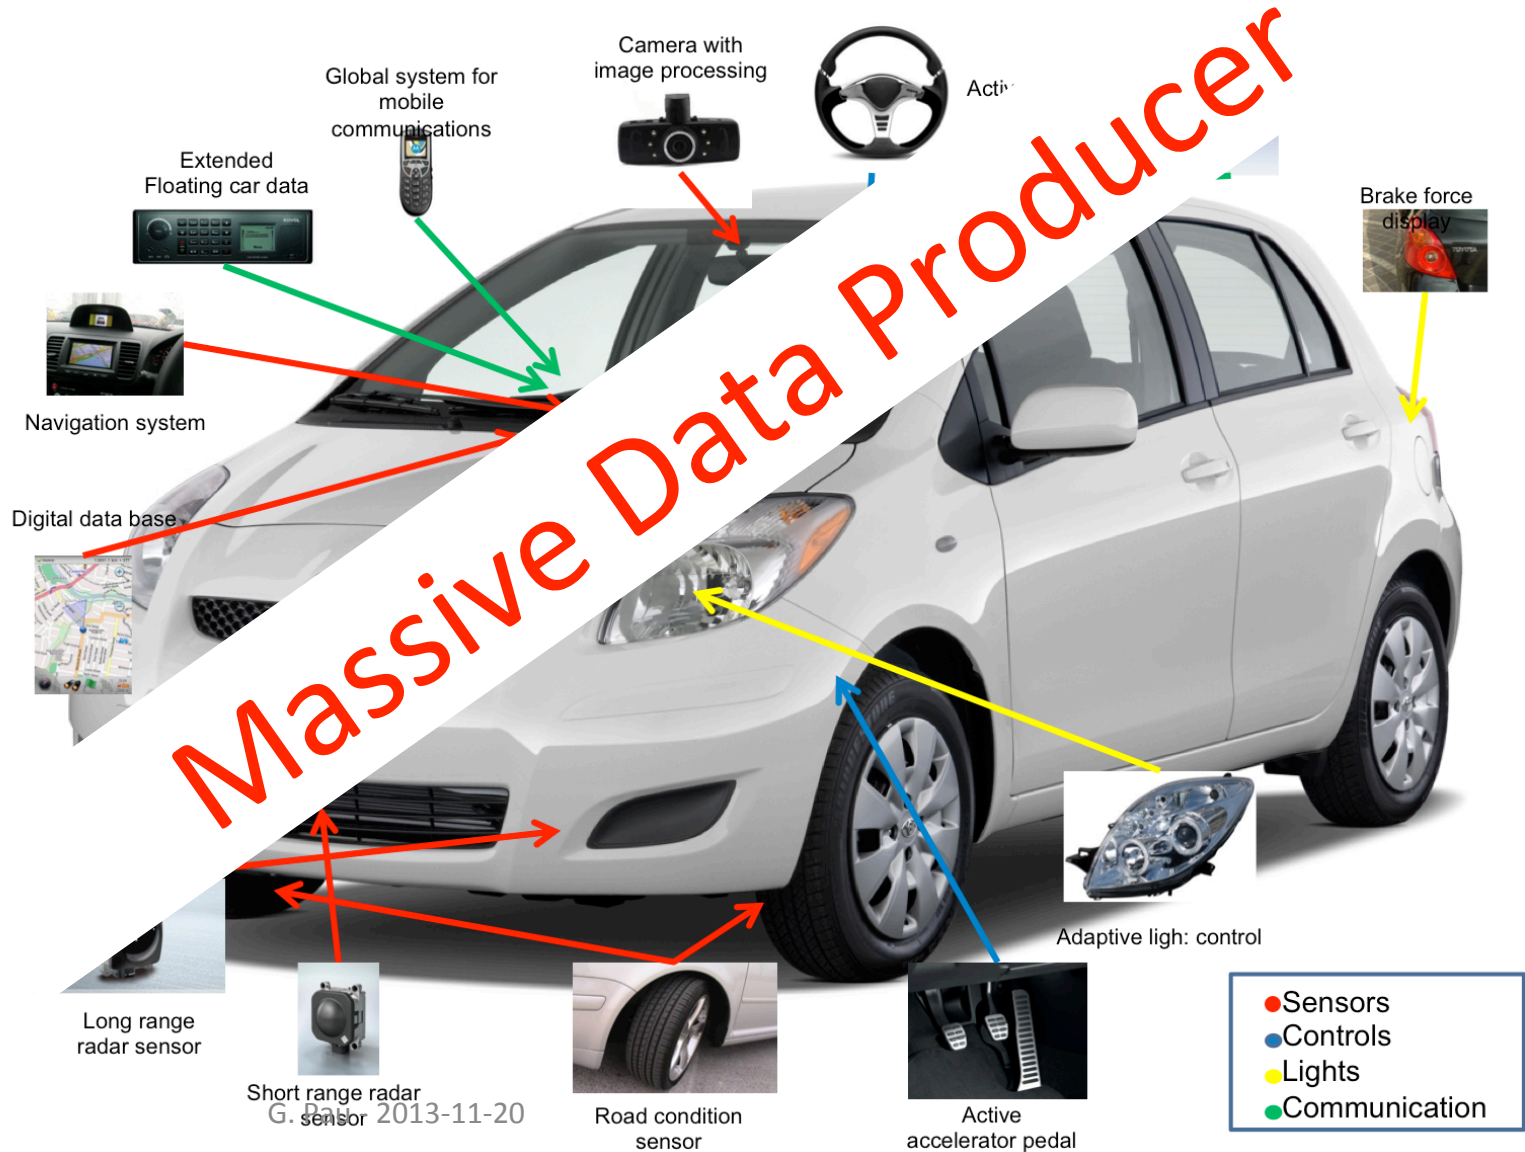 Camera with
image processing
Global system for
mobile
communications
Extended
Floating car data
Brake force
display
TOYOTA
Navigation system
Digital data base
Massive Data Producer
Adaptive ligh: control
Long range
radar sensor
Short range radar
sensor
G. Pau - 2013-11-20
Road condition
sensor
Active
accelerator pedal
Sensors
Controls
Lights
Communication